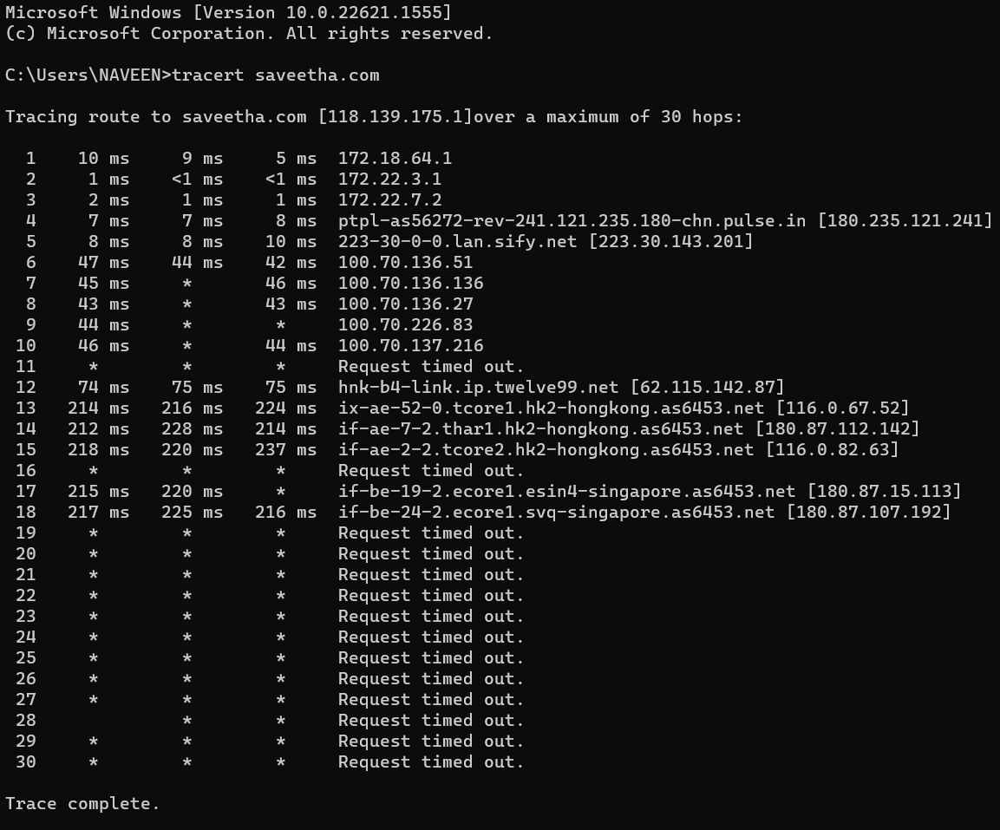 Microsoft Windows [Version 10.0.22621.1555]
(c) Microsoft Corporation. All rights reserved.
C:\Users\NAVEEN>tracert saveetha.com
Tracing route to saveetha.com [118.139.175.1]over a maximum of 30 hops:
1 10 ms 9 ms 5 ms 172.18.64.1
2 1 ms <1 ms <1 ms 172.22.3.1
3 2 ms 1 ms 1 ms 172.22.7.2
4 7 ms 7 ms 8 ms ptpl-as56272-rev-241.121.235.180-chn.pulse.in [180.235.121.241]
5 8 ms 8 ms 10 ms 223-30-0-0.lan.sify.net [223.30.143.201]
6 47 ms 44 ms 42 ms 100.70.136.51
7 45 ms * 46 ms 100.70.136.136
8 43 ms * 43 ms 100.70.136.27
9 44 ms * * 100.70.226.83
10 46 ms * 44 ms 100.70.137.216
11 * * * Request timed out.
12 74 ms 75 ms 75 ms hnk-b4-link.ip.twelve99.net [62.115.142.87]
13 214 ms 216 ms 224 ms ix-ae-52-0.tcore1.hk2-hongkong.as6453.net [116.0.67.52]
14 212 ms 228 ms 214 ms if-ae-7-2.thar1.hk2-hongkong.as6453.net [180.87.112.142]
15 218 ms 220 ms 237 ms if-ae-2-2.tcore2.hk2-hongkong.as6453.net [116.0.82.63]
16 * * * Request timed out.
17 215 ms 220 ms * if-be-19-2.ecore1.esin4-singapore.as6453.net [180.87.15.113]
18 217 ms 225 ms 216 ms if-be-24-2.ecore1.svq-singapore.as6453.net [180.87.107.192]
19 * * * Request timed out.
20 * * * Request timed out.
21 * * * Request timed out.
22 * * * Request timed out.
23 * * * Request timed out.
24 * * * Request timed out.
25 * * * Request timed out.
26 * * * Request timed out.
27 * * * Request timed out.
28 * * Request timed out.
29 * * * Request timed out.
30 * * * Request timed out.
Trace complete.